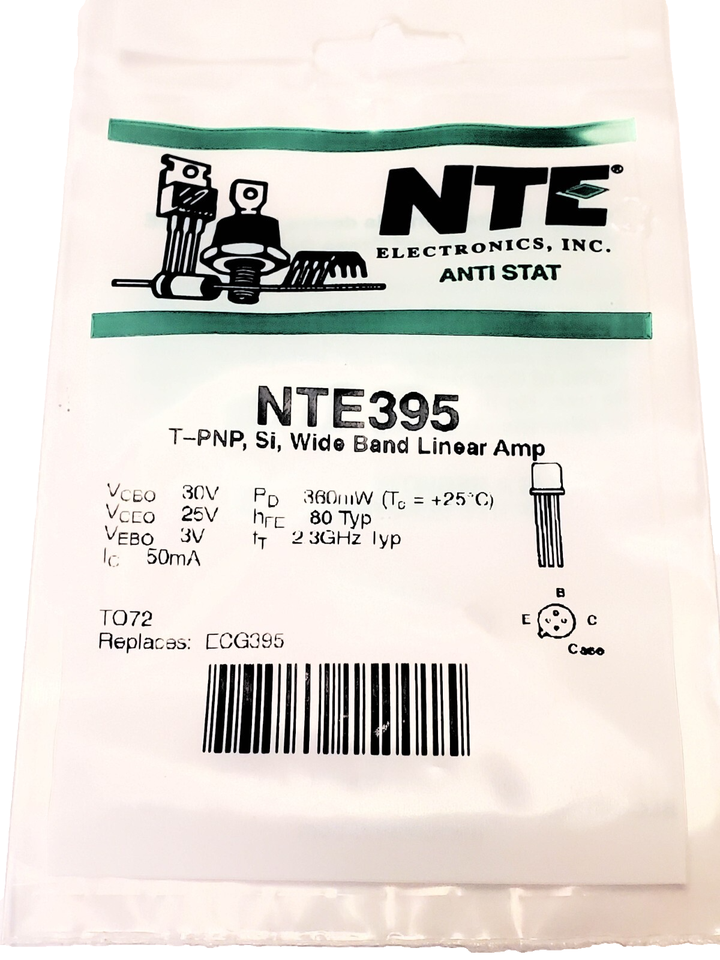 NTE®
ELECTRONICS, INC.
ANTI STAT
NTE395
T-PNP, Si, Wide Band Linear Amp
VCBO 30V PD 360mW (Tc = +25°C)
VCEO 25V hFE 80 Typ
VEBO 3V fT 2.3GHz Typ
IC 50mA
TO72
Replaces: ECG395
B
E C
Case